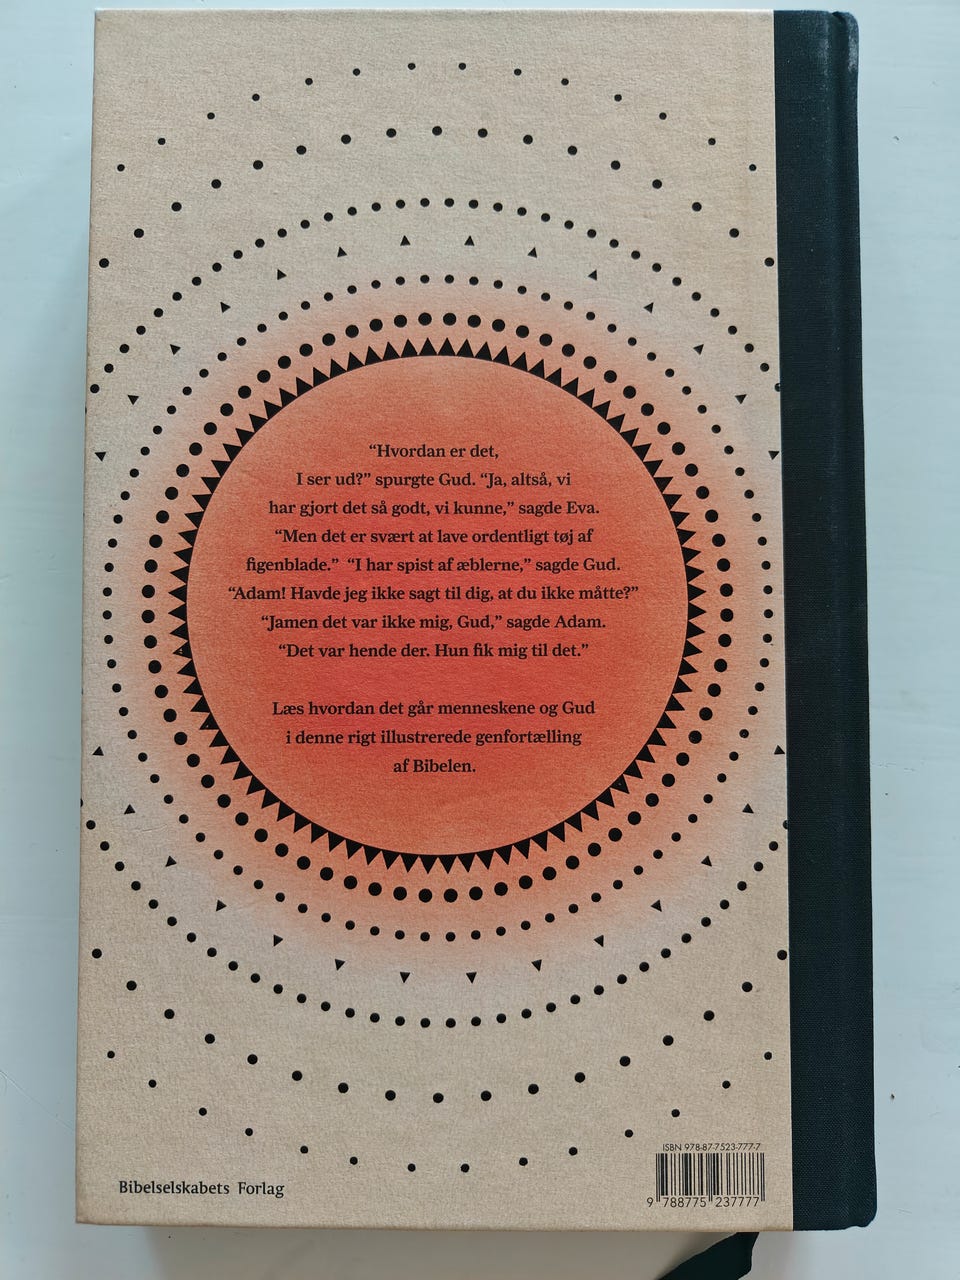 “Hvordan er det,
I ser ud?” spurgte Gud. “Ja, altså, vi
har gjort det så godt, vi kunne,” sagde Eva.
“Men det er svært at lave ordentligt tøj af
figenblade.” “I har spist af æblerne,” sagde Gud.
“Adam! Havde jeg ikke sagt til dig, at du ikke måtte?”
“Jamen det var ikke mig, Gud,” sagde Adam.
“Det var hende der. Hun fik mig til det.”
Læs hvordan det går menneskene og Gud
i denne rigt illustrerede genfortælling
af Bibelen.
Bibelselskabets Forlag
ISBN 978-87-7523-777-7
9 788775 237777